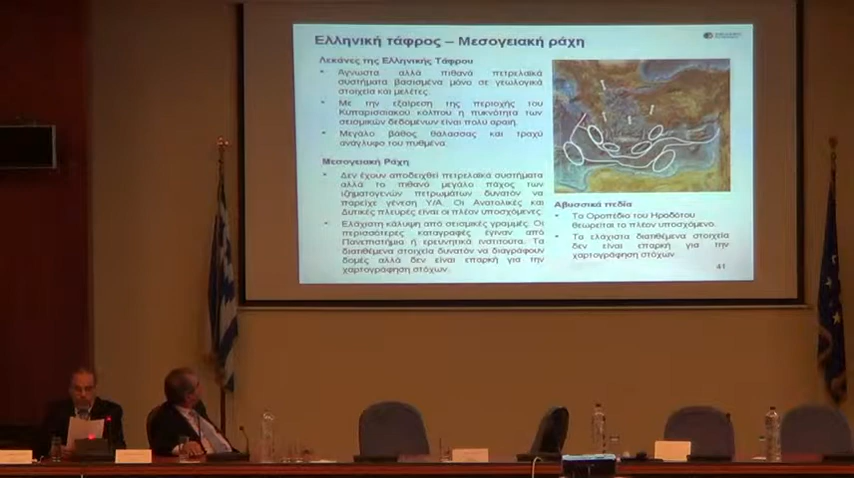 Ελληνική τάφρος – Μεσογειακή ράχη
Λεκάνες της Ελληνικής Τάφρου
• Άγνωστα αλλά πιθανά πετρελαϊκά
συστήματα βασισμένα μόνο σε γεωλογικά
στοιχεία και μελέτες.
• Με την εξαίρεση της περιοχής του
Κυπαρισσιακού κόλπου η πυκνότητα των
σεισμικών δεδομένων είναι πολύ αραιή.
• Μεγάλο βάθος θάλασσας και τραχύ
ανάγλυφο του πυθμένα.
Μεσογειακή Ράχη
• Δεν έχουν αποδειχθεί πετρελαϊκά συστήματα
αλλά το πιθανό μεγάλο πάχος των
ιζηματογενών πετρωμάτων δυνατόν να
παρείχε γένεση Υ/Α. Οι Ανατολικές και
Δυτικές πλευρές είναι οι πλέον υποσχόμενες.
• Ελάχιστη κάλυψη από σεισμικές γραμμές. Οι
περισσότερες καταγραφές έγιναν από
Πανεπιστήμια ή ερευνητικά ινστιτούτα. Τα
διατιθέμενα στοιχεία δυνατόν να διαγράφουν
δομές αλλά δεν είναι επαρκή για την
χαρτογράφηση στόχων.
Αβυσσικά πεδία
• Το Οροπέδιο του Ηροδότου
θεωρείται το πλέον υποσχόμενο.
• Τα ελάχιστα διατιθέμενα στοιχεία
δεν είναι επαρκή για την
χαρτογράφηση στόχων.
41